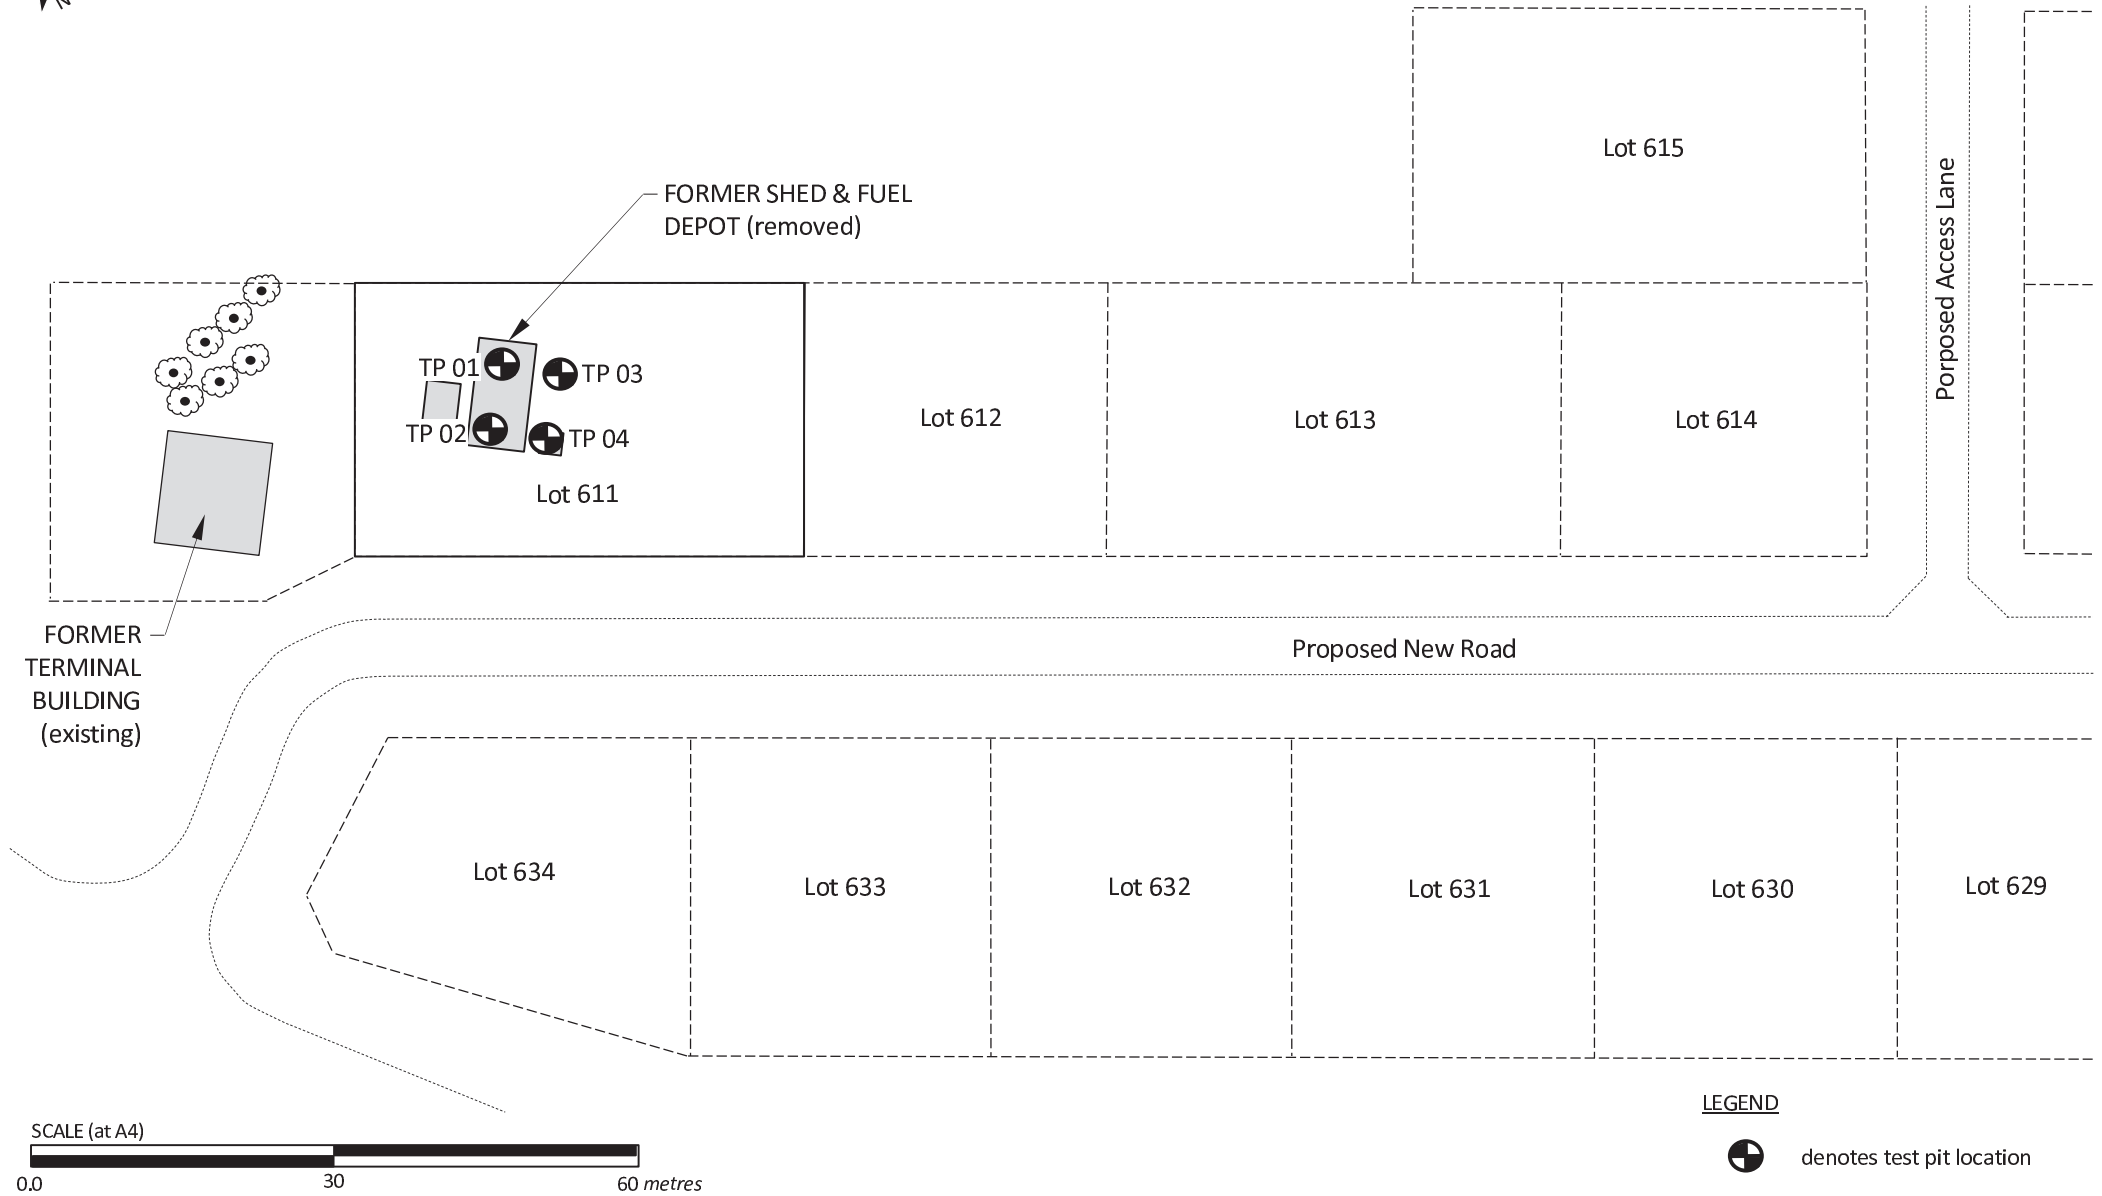 N
Lot 615
Porposed Access Lane
FORMER SHED & FUEL
DEPOT (removed)
TP 01
TP 03
TP 02
TP 04
Lot 611
Lot 612
Lot 613
Lot 614
FORMER
TERMINAL
BUILDING
(existing)
Proposed New Road
Lot 634
Lot 633
Lot 632
Lot 631
Lot 630
Lot 629
SCALE (at A4)
0.0 30 60 metres
LEGEND
denotes test pit location